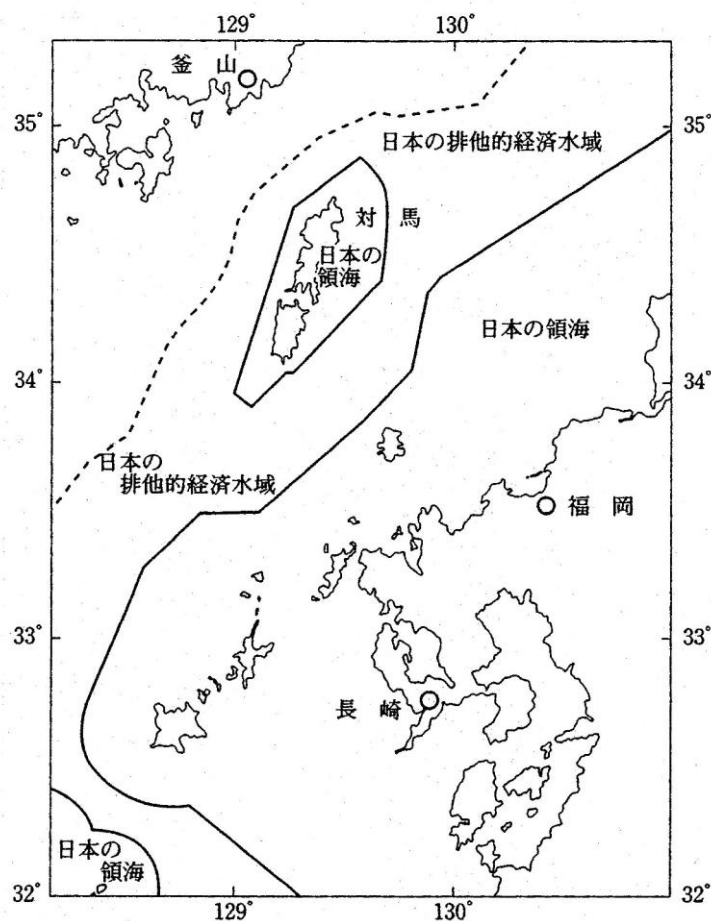 129° 130°
釜山
35° 35°
日本の排他的経済水域
対馬
日本の
領海
日本の領海
34° 34°
日本の
排他的経済水域
福岡
33° 33°
長崎
日本の
領海
32° 32°
129° 130°